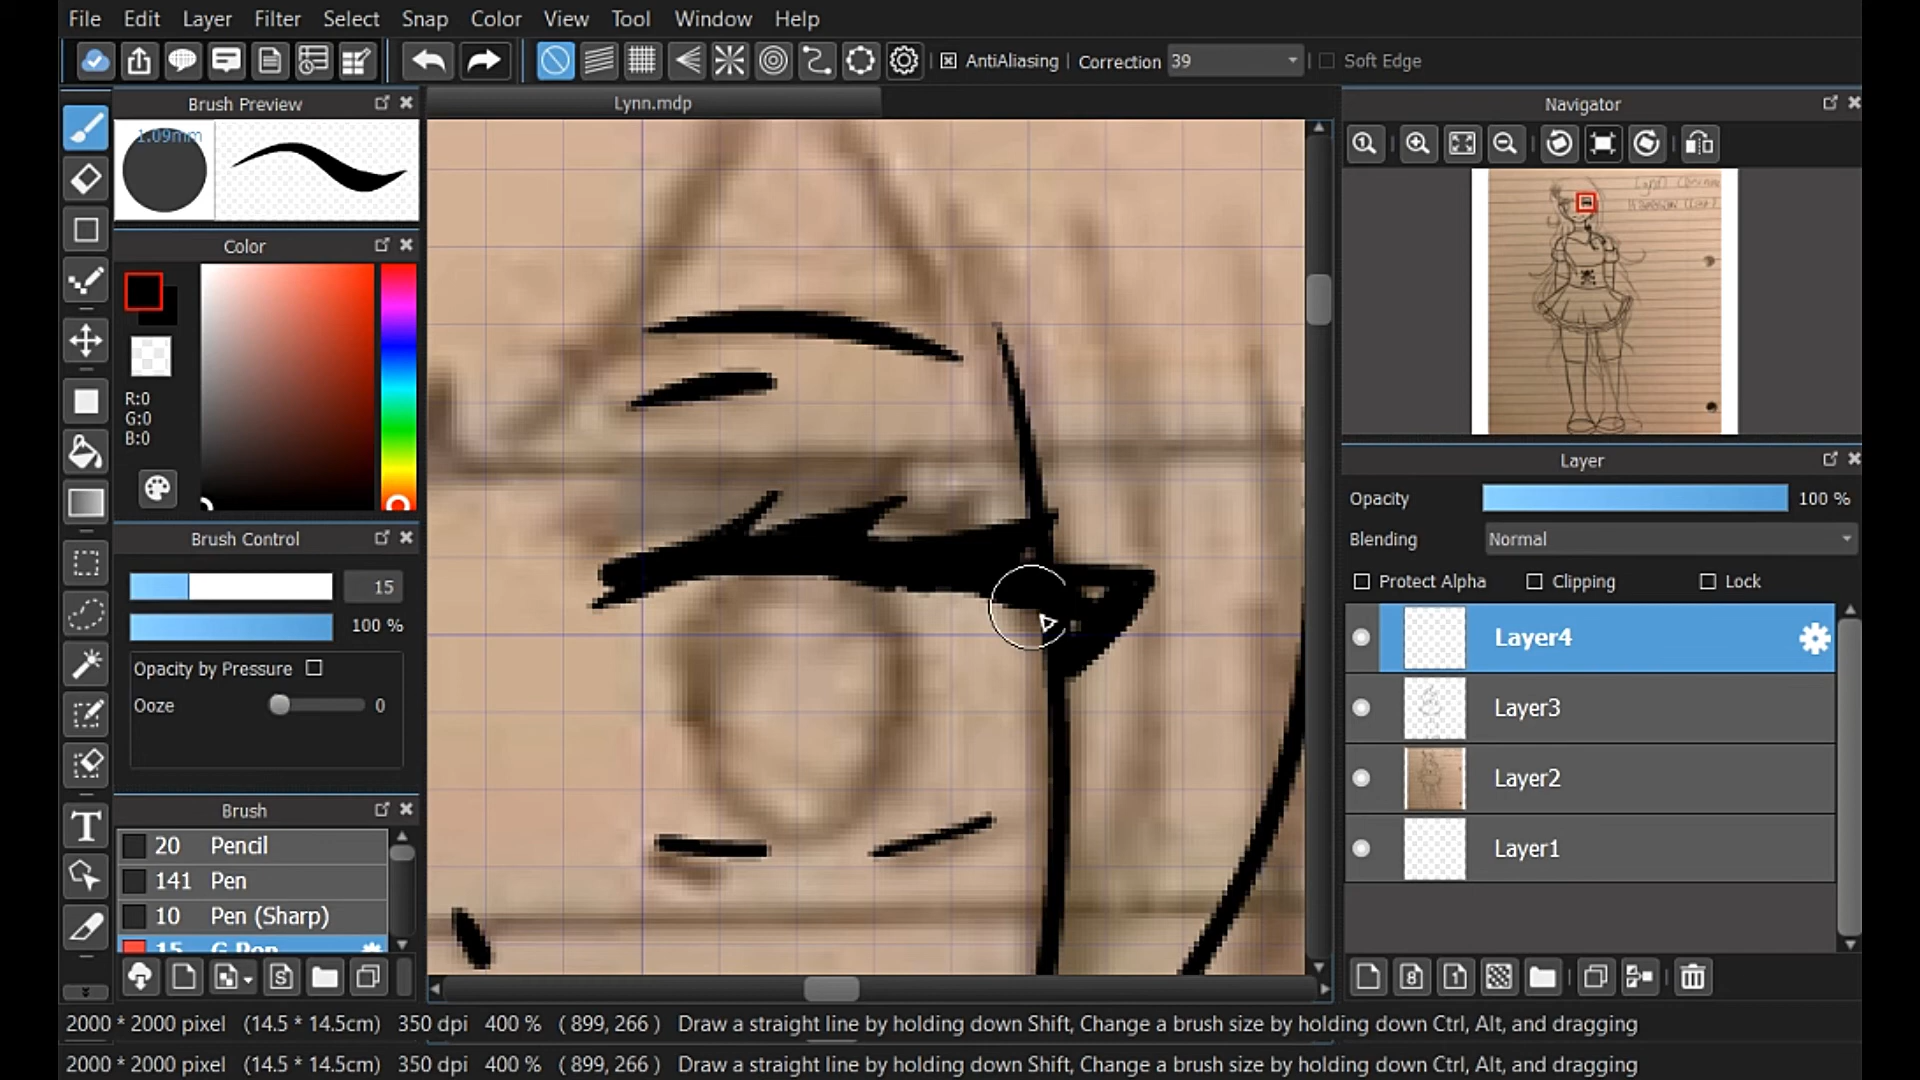 File Edit Layer Filter Select Snap Color View Tool Window Help
AntiAliasing Correction 39 Soft Edge
Brush Preview
1.09mm
Color
R:0
G:0
B:0
Brush Control
15
100 %
Opacity by Pressure
Ooze 0
Brush
20 Pencil
141 Pen
10 Pen (Sharp)
15 G Pen
Lynn.mdp
Navigator
Layer
Opacity 100 %
Blending Normal
Protect Alpha Clipping Lock
Layer4
Layer3
Layer2
Layer1
2000 * 2000 pixel (14.5 * 14.5cm) 350 dpi 400 % ( 899, 266 ) Draw a straight line by holding down Shift, Change a brush size by holding down Ctrl, Alt, and dragging
2000 * 2000 pixel (14.5 * 14.5cm) 350 dpi 400 % ( 899, 266 ) Draw a straight line by holding down Shift, Change a brush size by holding down Ctrl, Alt, and dragging